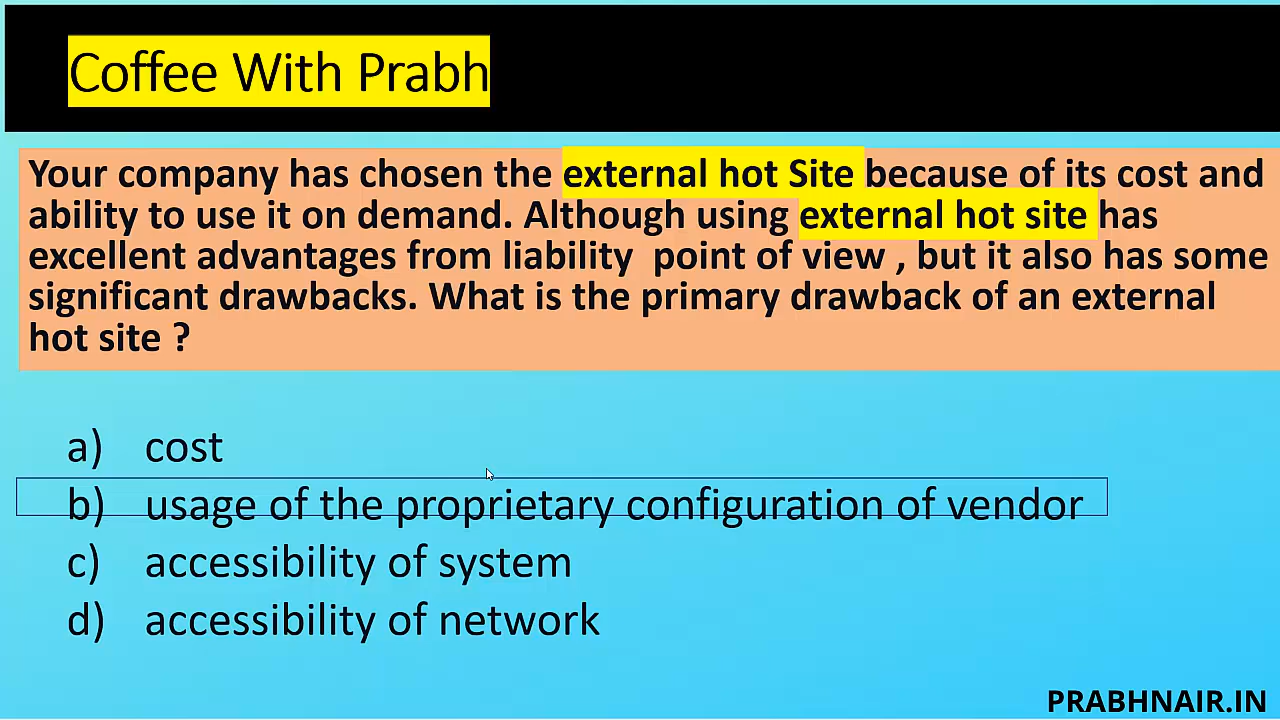 Coffee With Prabh
Your company has chosen the external hot Site because of its cost and
ability to use it on demand. Although using external hot site has
excellent advantages from liability point of view , but it also has some
significant drawbacks. What is the primary drawback of an external
hot site ?
a) cost
b) usage of the proprietary configuration of vendor
c) accessibility of system
d) accessibility of network
PRABHNAIR.IN